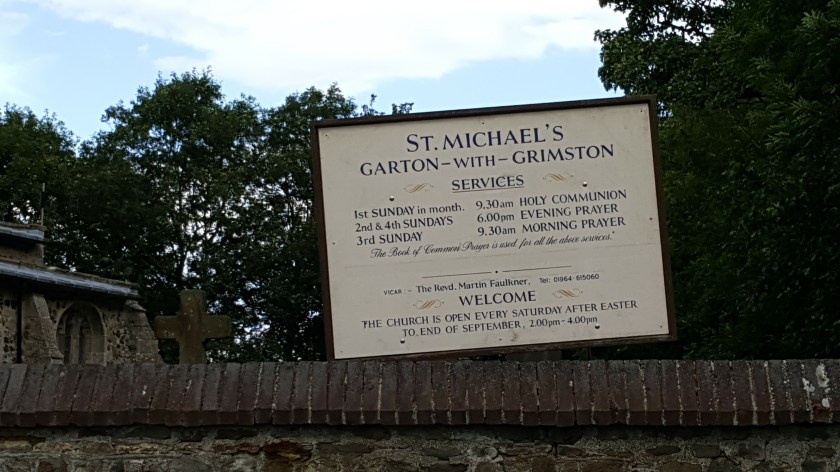 ST. MICHAEL'S
GARTON-WITH-GRIMSTON
SERVICES
1st SUNDAY in month. 9.30am HOLY COMMUNION
2nd & 4th SUNDAYS 6.00pm EVENING PRAYER
3rd SUNDAY 9.30am MORNING PRAYER
"The Book of Common Prayer is used for all the above services."
VICAR :- The Revd. Martin Faulkner, Tel: 01964 615060
WELCOME
THE CHURCH IS OPEN EVERY SATURDAY AFTER EASTER
TO END OF SEPTEMBER, 2.00pm - 4.00pm